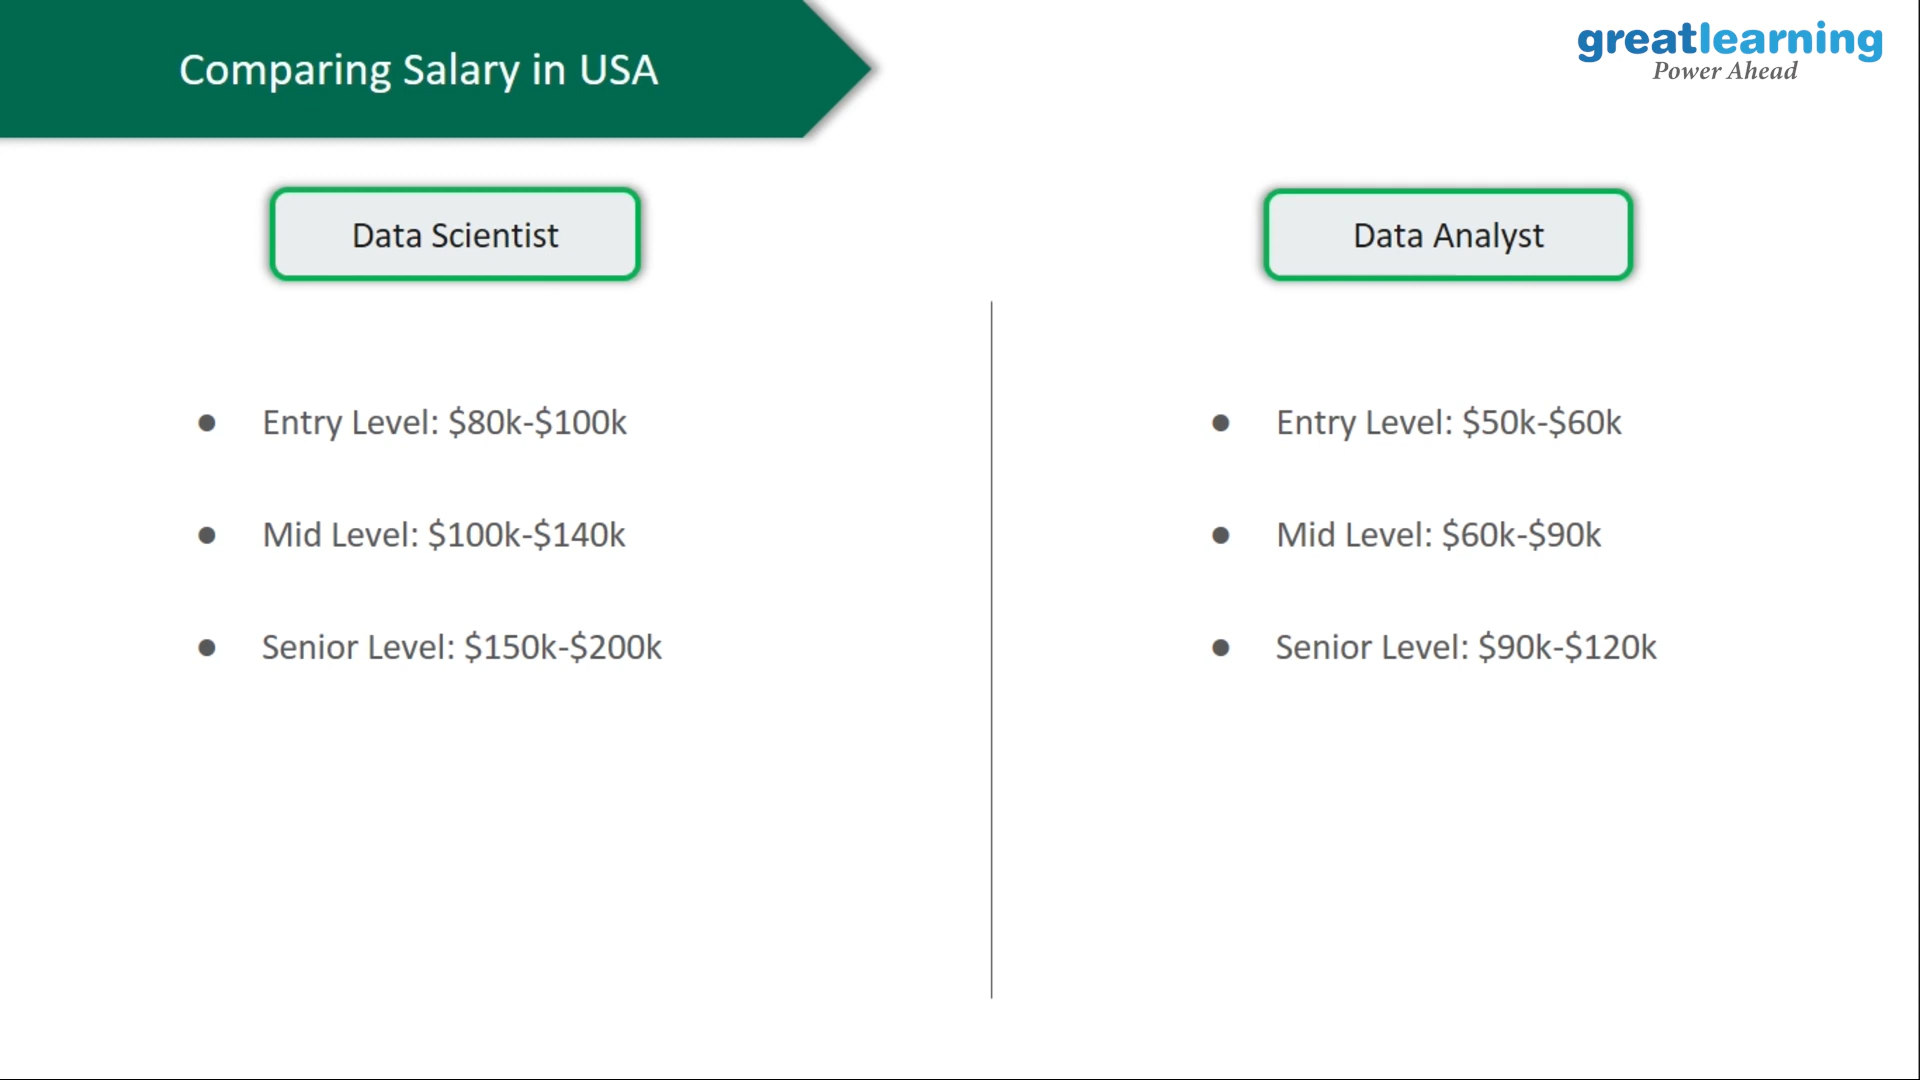 Comparing Salary in USA
greatlearning
Power Ahead
Data Scientist
● Entry Level: $80k-$100k
● Mid Level: $100k-$140k
● Senior Level: $150k-$200k
Data Analyst
● Entry Level: $50k-$60k
● Mid Level: $60k-$90k
● Senior Level: $90k-$120k